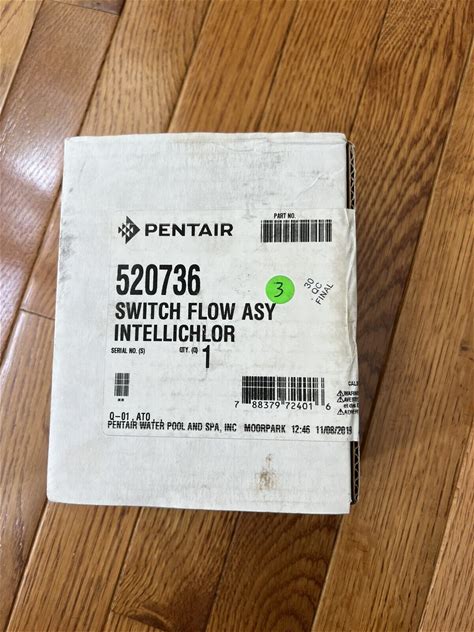 PENTAIR
PART NO.
520736
3
30
QC
FINAL
SWITCH FLOW ASY
INTELLICHLOR
SERIAL NO. (S)
QTY. (Q) 1
7 88379 72401 6
Q-01 , ATO ,
PENTAIR WATER POOL AND SPA, INC MOORPARK 12:46 11/08/2019